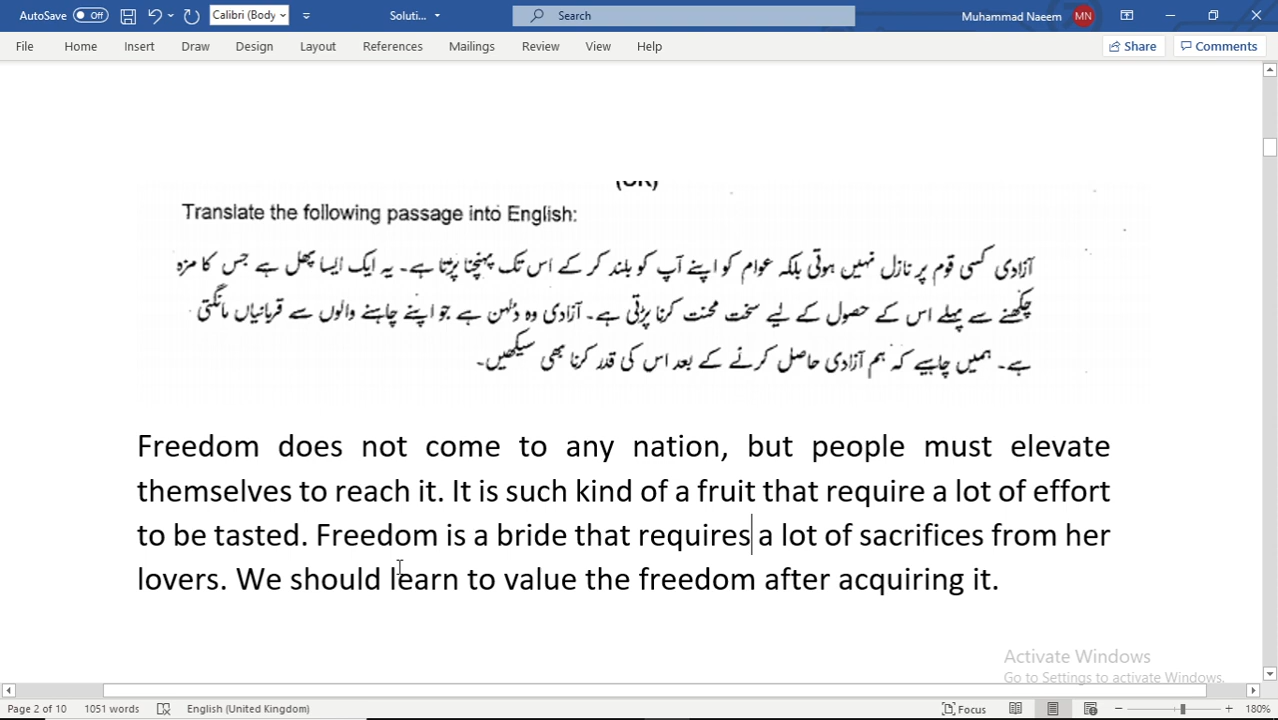 AutoSave Off Calibri (Body Soluti... Search Muhammad Naeem MN
File Home Insert Draw Design Layout References Mailings Review View Help Share Comments
(OR)
Translate the following passage into English:
آزادی کسی قوم پر نازل نہیں ہوتی بلکہ عوام کو اپنے آپ کو بلند کر کے اس تک پہنچنا پڑتا ہے۔ یہ ایک ایسا پھل ہے جس کا مزہ
چکھنے سے پہلے اس کے حصول کے لیے سخت محنت کرنا پڑتی ہے۔ آزادی وہ دلہن ہے جو اپنے چاہنے والوں سے قربانیاں مانگتی
ہے۔ ہمیں چاہیے کہ ہم آزادی حاصل کرنے کے بعد اس کی قدر کرنا بھی سیکھیں۔
Freedom does not come to any nation, but people must elevate
themselves to reach it. It is such kind of a fruit that require a lot of effort
to be tasted. Freedom is a bride that requires a lot of sacrifices from her
lovers. We should learn to value the freedom after acquiring it.
Activate Windows
Go to Settings to activate Windows.
Page 2 of 10 1051 words English (United Kingdom) Focus 180%